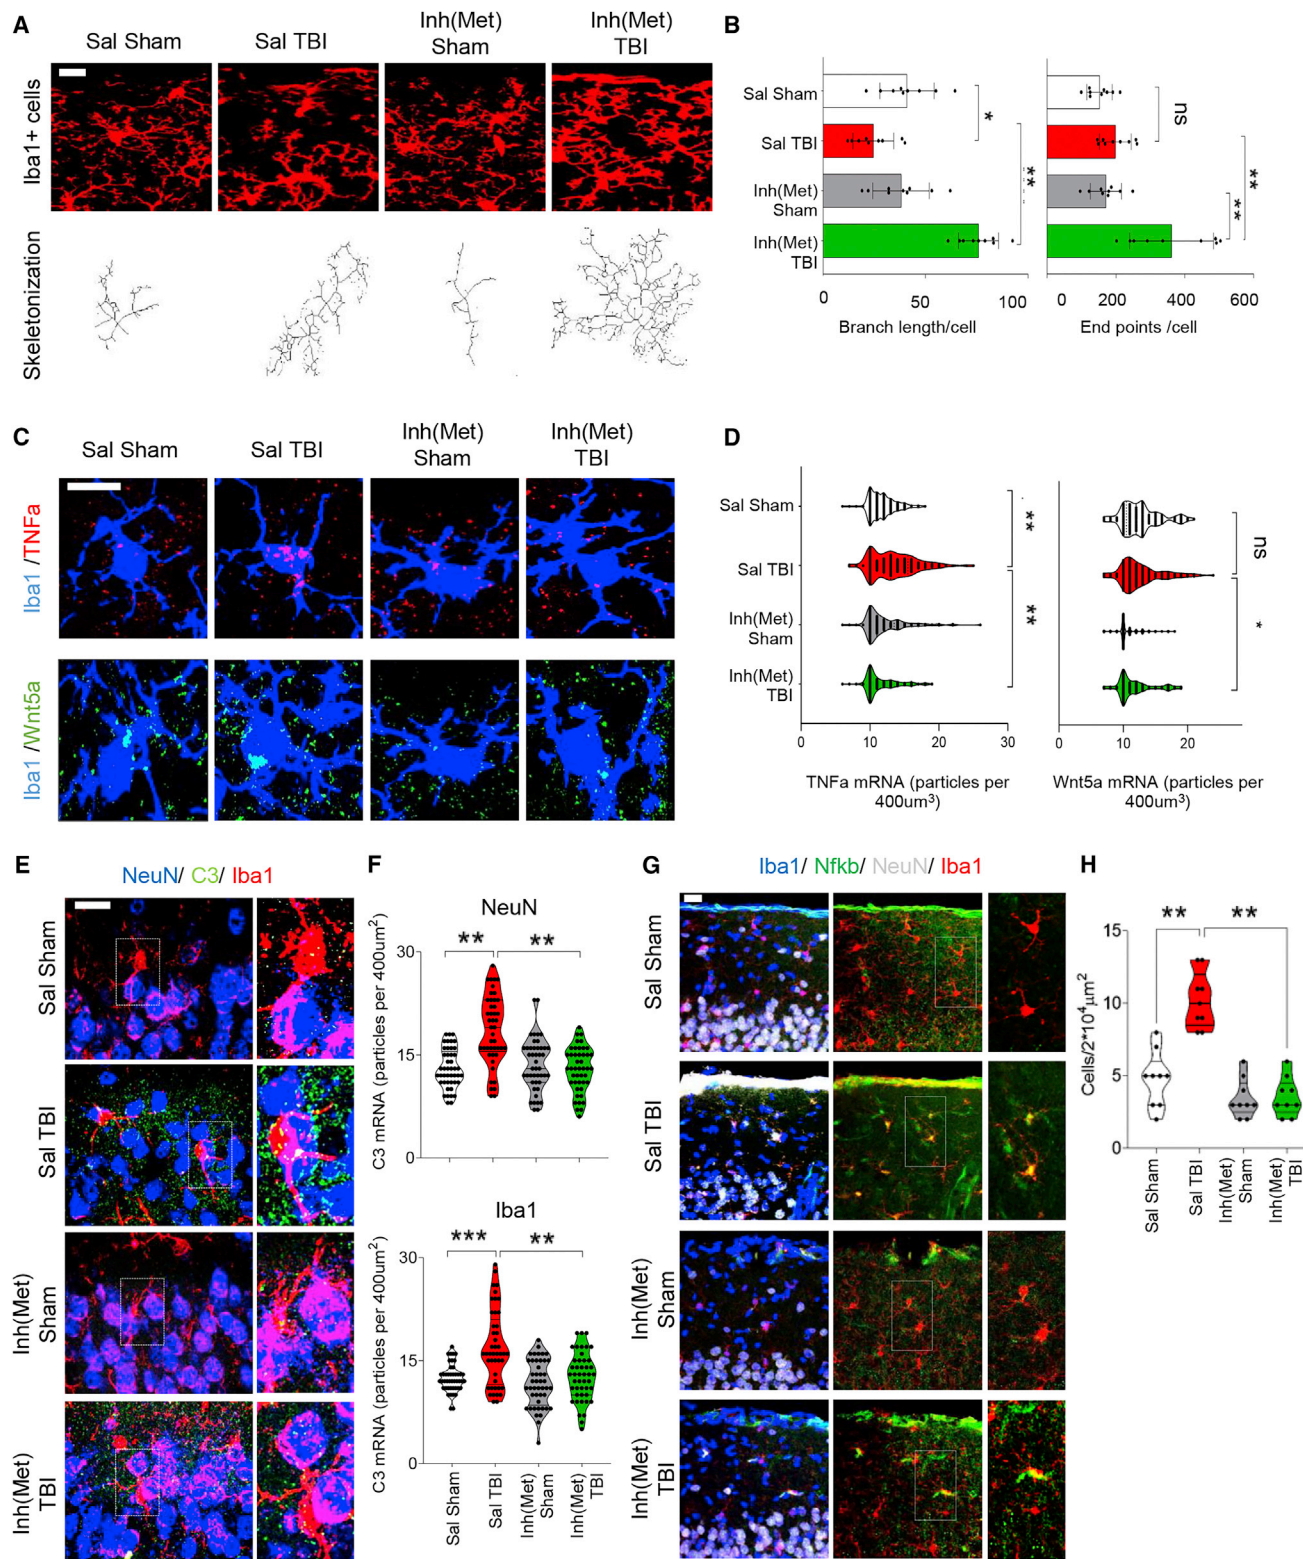 A
Sal Sham
Sal TBI
Inh(Met)
Sham
Inh(Met)
TBI
Iba1+ cells
Skeletonization
B
Sal Sham
Sal TBI
Inh(Met)
Sham
Inh(Met)
TBI
*
**
0
50
100
Branch length/cell
ns
**
**
0
200
400
600
End points /cell
C
Sal Sham
Sal TBI
Inh(Met)
Sham
Inh(Met)
TBI
Iba1 /TNFa
Iba1 /Wnt5a
D
Sal Sham
Sal TBI
Inh(Met)
Sham
Inh(Met)
TBI
**
**
0
10
20
30
TNFa mRNA (particles per
400um³)
ns
*
0
10
20
Wnt5a mRNA (particles per
400um³)
E
NeuN/ C3/ Iba1
Sal Sham
Sal TBI
Inh(Met)
Sham
Inh(Met)
TBI
F
NeuN
C3 mRNA (particles per 400um²)
30
15
0
**
**
Iba1
C3 mRNA (particles per 400um²)
30
15
0
***
**
Sal Sham
Sal TBI
Inh(Met)
Sham
Inh(Met)
TBI
G
Iba1/ Nfkb/ NeuN/ Iba1
Sal Sham
Sal TBI
Inh(Met)
Sham
Inh(Met)
TBI
H
**
**
Cells/2*10⁴µm²
15
10
5
0
Sal Sham
Sal TBI
Inh(Met)
Sham
Inh(Met)
TBI